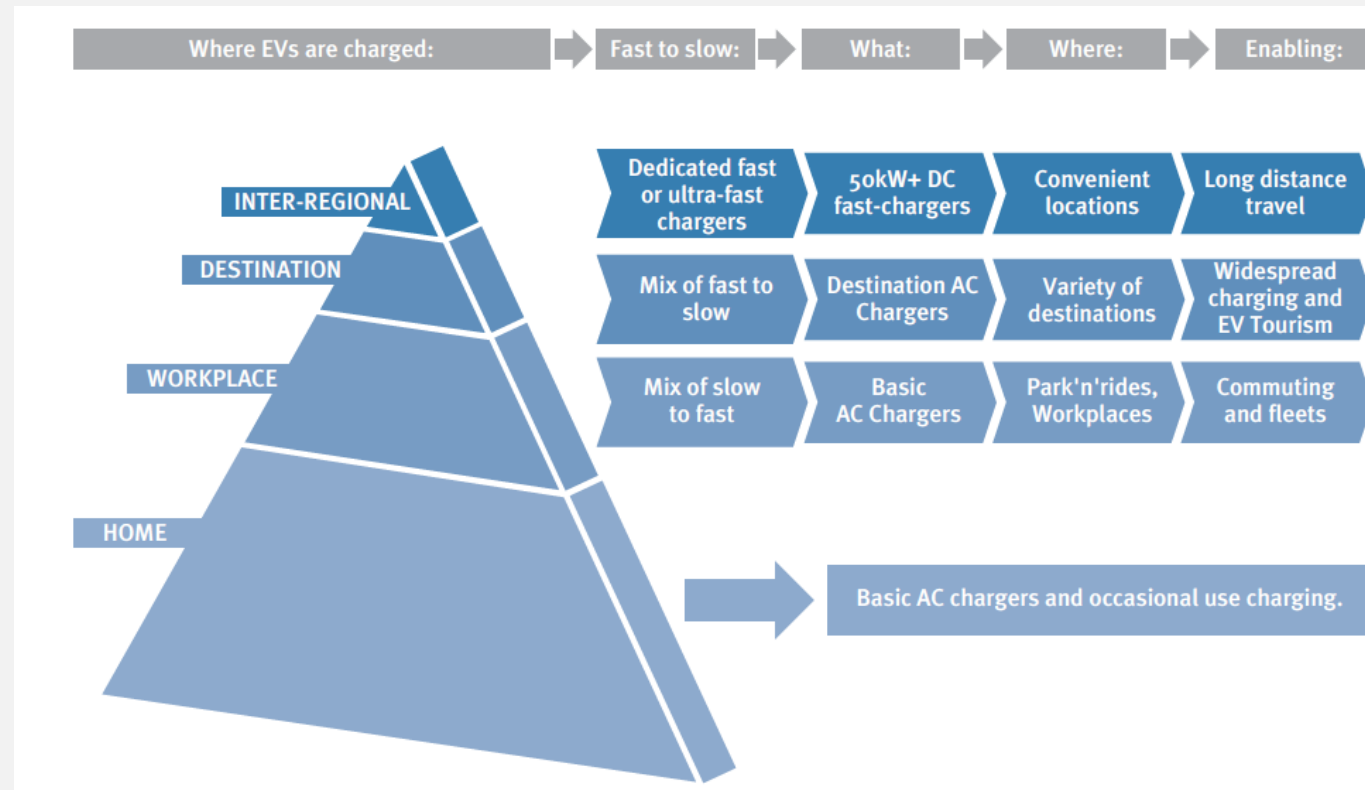 Where EVs are charged:
Fast to slow:
What:
Where:
Enabling:
INTER-REGIONAL
Dedicated fast
or ultra-fast
chargers
50kW+ DC
fast-chargers
Convenient
locations
Long distance
travel
DESTINATION
Mix of fast to
slow
Destination AC
Chargers
Variety of
destinations
Widespread
charging and
EV Tourism
WORKPLACE
Mix of slow
to fast
Basic
AC Chargers
Park'n'rides,
Workplaces
Commuting
and fleets
HOME
Basic AC chargers and occasional use charging.